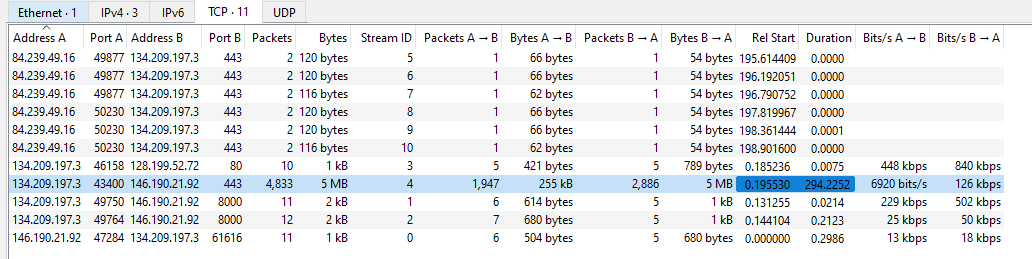 Ethernet · 1 IPv4 · 3 IPv6 TCP · 11 UDP
Address A Port A Address B Port B Packets Bytes Stream ID Packets A → B Bytes A → B Packets B → A Bytes B → A Rel Start Duration Bits/s A → B Bits/s B → A
84.239.49.16 49877 134.209.197.3 443 2 120 bytes 5 1 66 bytes 1 54 bytes 195.614409 0.0000
84.239.49.16 49877 134.209.197.3 443 2 120 bytes 6 1 66 bytes 1 54 bytes 196.192051 0.0000
84.239.49.16 49877 134.209.197.3 443 2 116 bytes 7 1 62 bytes 1 54 bytes 196.790752 0.0000
84.239.49.16 50230 134.209.197.3 443 2 120 bytes 8 1 66 bytes 1 54 bytes 197.819967 0.0000
84.239.49.16 50230 134.209.197.3 443 2 120 bytes 9 1 66 bytes 1 54 bytes 198.361444 0.0001
84.239.49.16 50230 134.209.197.3 443 2 116 bytes 10 1 62 bytes 1 54 bytes 198.901600 0.0000
134.209.197.3 46158 128.199.52.72 80 10 1 kB 3 5 421 bytes 5 789 bytes 0.185236 0.0075 448 kbps 840 kbps
134.209.197.3 43400 146.190.21.92 443 4,833 5 MB 4 1,947 255 kB 2,886 5 MB 0.195530 294.2252 6920 bits/s 126 kbps
134.209.197.3 49750 146.190.21.92 8000 11 2 kB 1 6 614 bytes 5 1 kB 0.131255 0.0214 229 kbps 502 kbps
134.209.197.3 49764 146.190.21.92 8000 12 2 kB 2 7 680 bytes 5 1 kB 0.144104 0.2123 25 kbps 50 kbps
146.190.21.92 47284 134.209.197.3 61616 11 1 kB 0 6 504 bytes 5 680 bytes 0.000000 0.2986 13 kbps 18 kbps